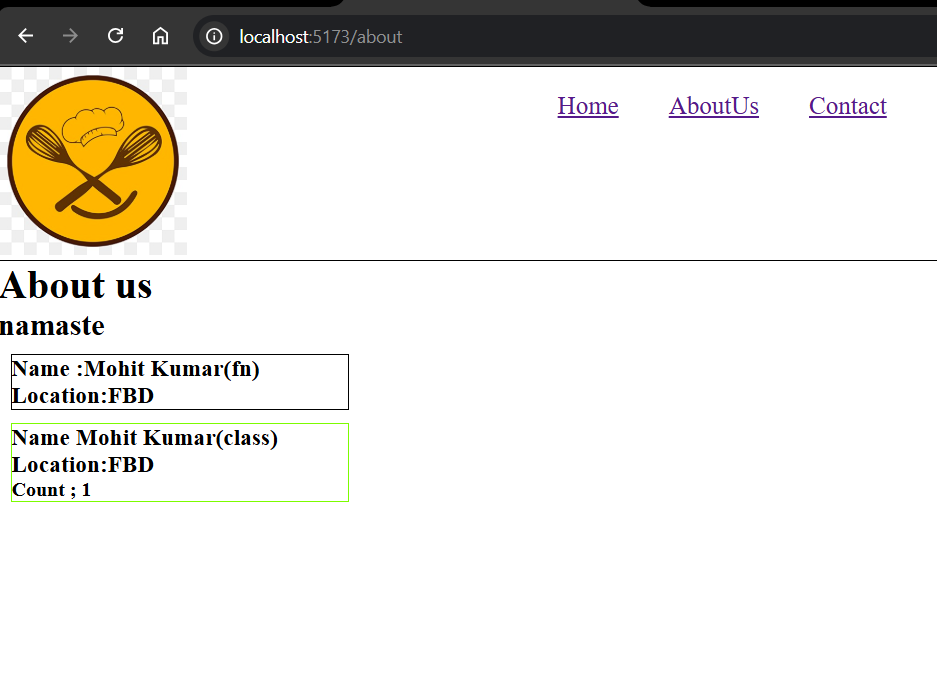 localhost:5173/about
Home AboutUs Contact
About us
namaste
Name :Mohit Kumar(fn)
Location:FBD
Name Mohit Kumar(class)
Location:FBD
Count ; 1